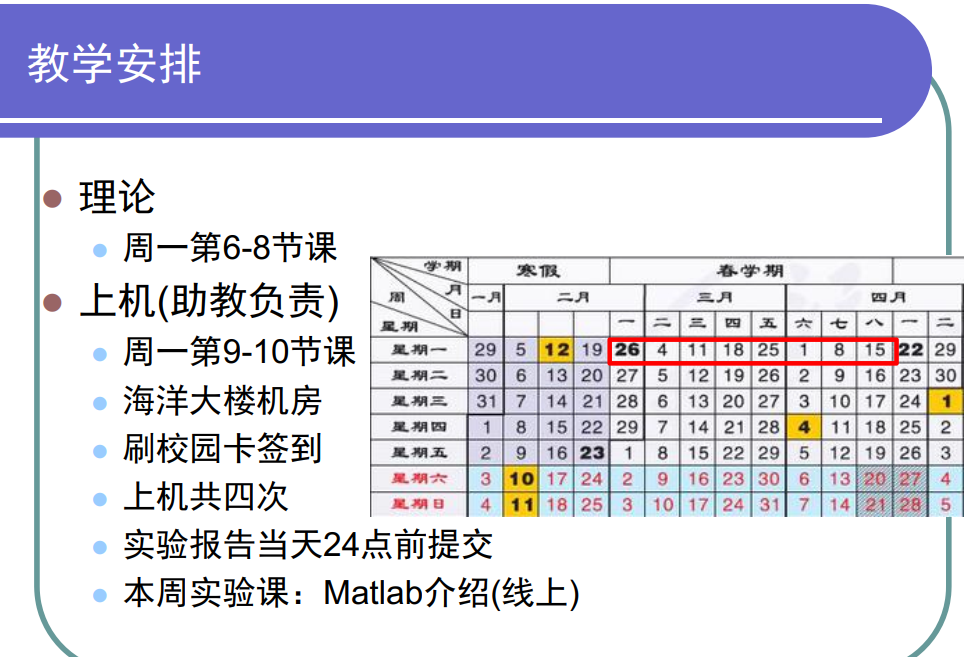 教学安排
理论
周一第6-8节课
上机(助教负责)
周一第9-10节课
海洋大楼机房
刷校园卡签到
上机共四次
实验报告当天24点前提交
本周实验课：Matlab介绍(线上)
学期 寒假 春学期
月 一月 二月 三月 四月
周 日 一 二 三 四 五 六 七 八 一 二
星期
星期一 29 5 12 19 26 4 11 18 25 1 8 15 22 29
星期二 30 6 13 20 27 5 12 19 26 2 9 16 23 30
星期三 31 7 14 21 28 6 13 20 27 3 10 17 24 1
星期四 1 8 15 22 29 7 14 21 28 4 11 18 25 2
星期五 2 9 16 23 1 8 15 22 29 5 12 19 26 3
星期六 3 10 17 24 2 9 16 23 30 6 13 20 27 4
星期日 4 11 18 25 3 10 17 24 31 7 14 21 28 5